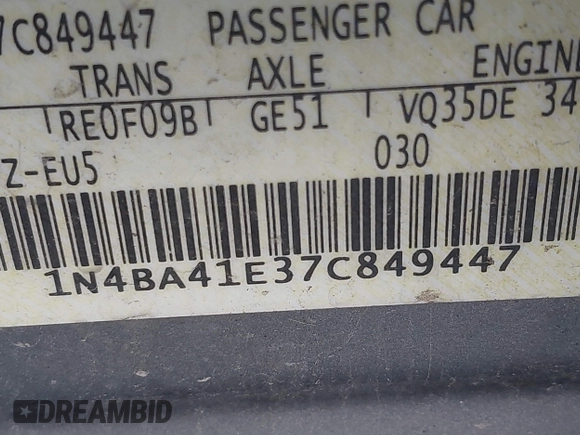 7C849447 PASSENGER CAR
TRANS AXLE ENGINE
RE0F09B GE51 VQ35DE 34
Z-EU5 030
1N4BA41E37C849447
DREAMBID